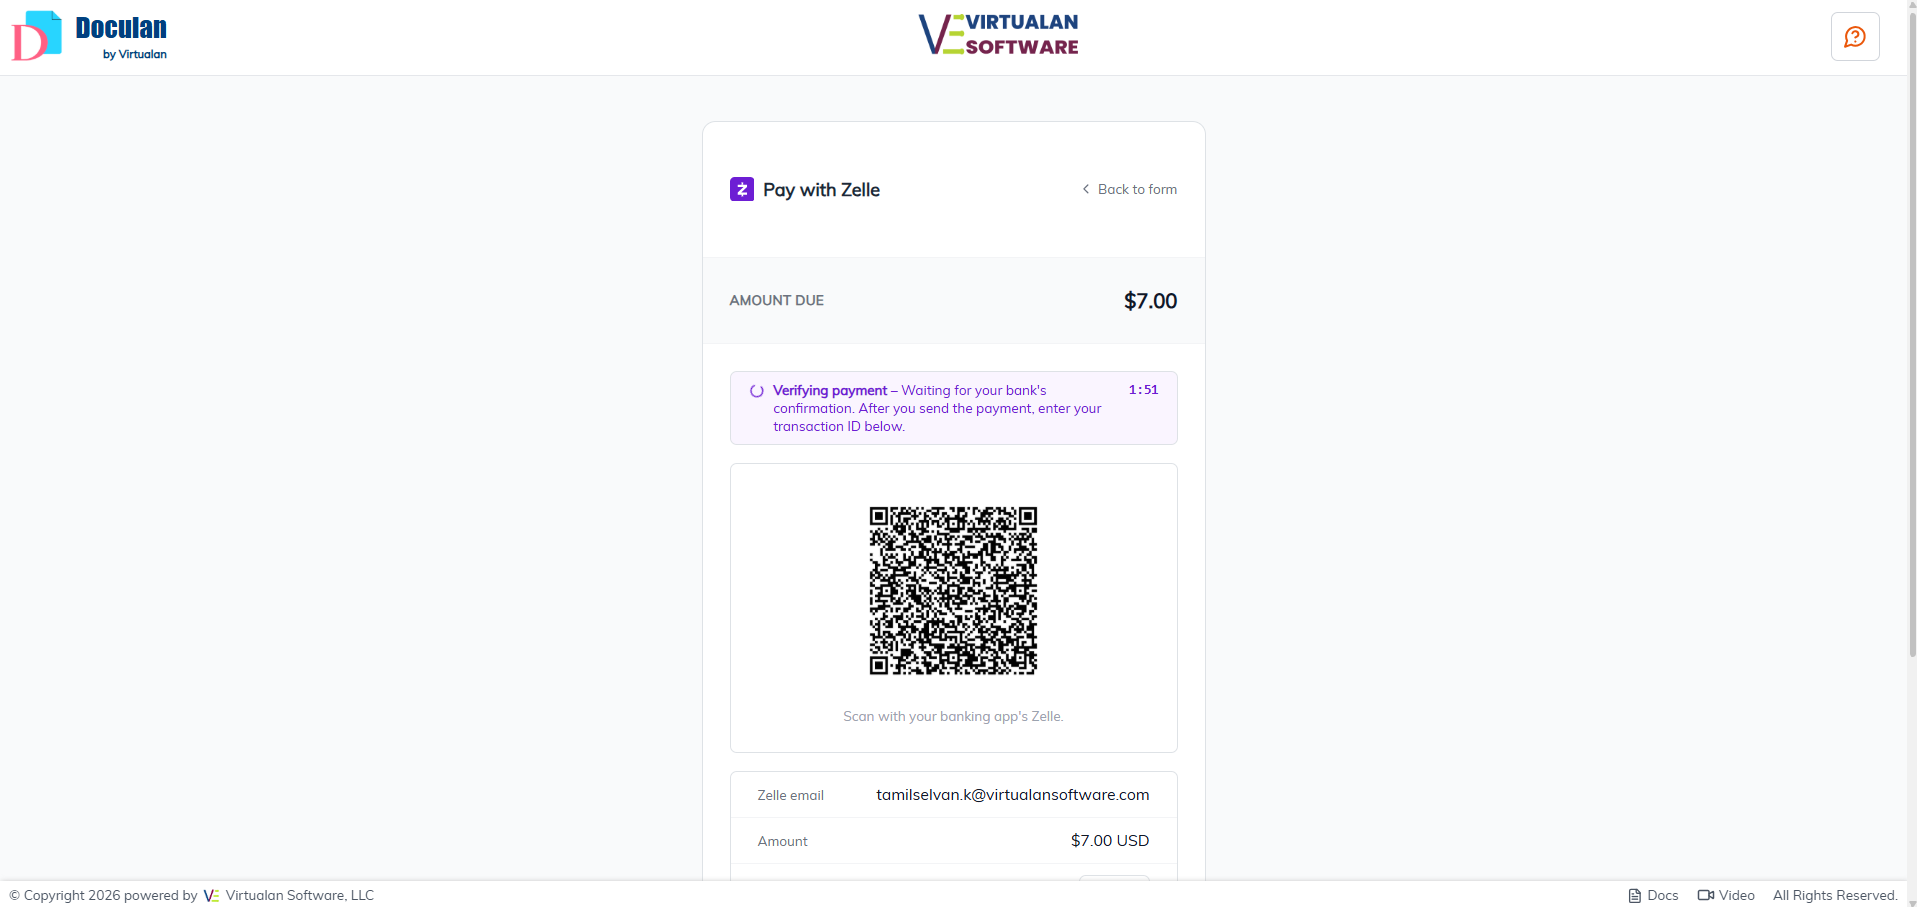 Doculan
by Virtualan
VIRTUALAN
SOFTWARE
Pay with Zelle
Back to form
AMOUNT DUE
$7.00
Verifying payment – Waiting for your bank's
1:51
confirmation. After you send the payment, enter your
transaction ID below.
Scan with your banking app's Zelle.
Zelle email
tamilselvan.k@virtualansoftware.com
Amount
$7.00 USD
© Copyright 2026 powered by VE Virtualan Software, LLC
Docs
Video
All Rights Reserved.